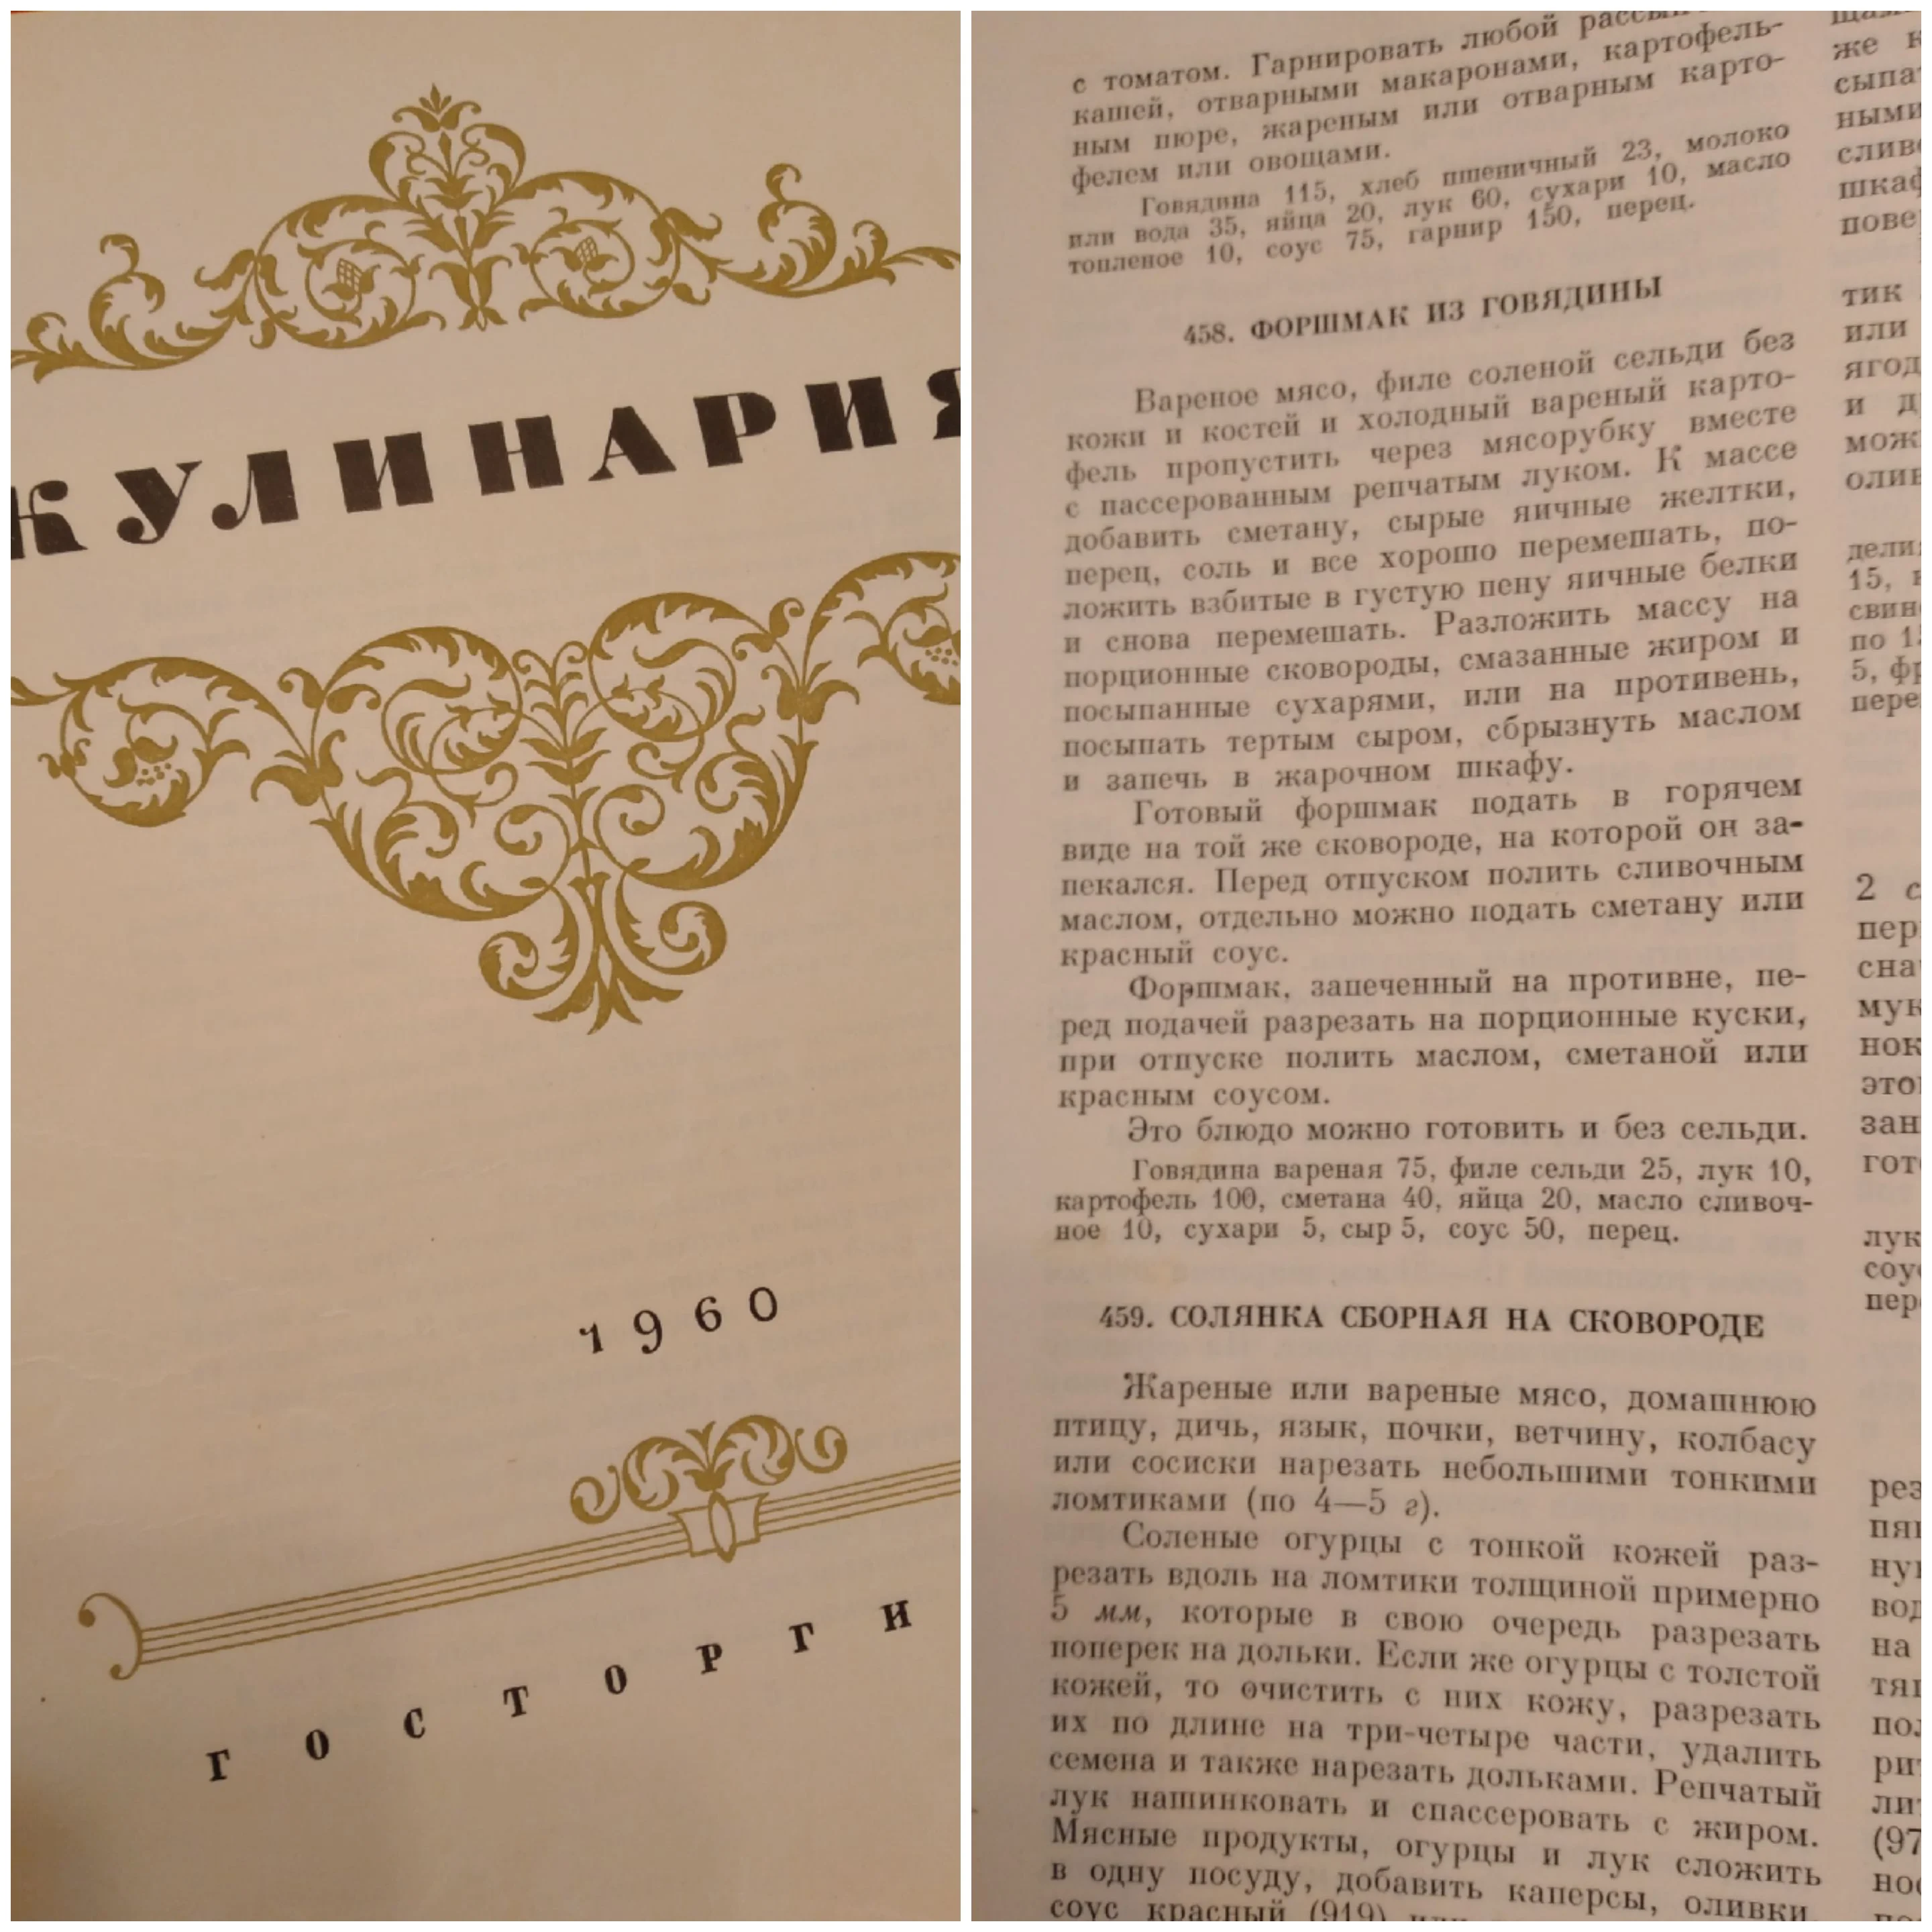 КУЛИНАРИЯ
1960
ГОСТОРГИ
с томатом. Гарнировать любой
кашей, отварными макаронами, картофель-
ным пюре, жареным или отварным карто-
фелем или овощами.
Говядина 115, хлеб пшеничный 23, молоко
или вода 35, яйца 20, лук 60, сухари 10, масло
топленое 10, соус 75, гарнир 150, перец.
458. ФОРШМАК ИЗ ГОВЯДИНЫ
Вареное мясо, филе соленой сельди без
кожи и костей и холодный вареный карто-
фель пропустить через мясорубку вместе
с пассерованным репчатым луком. К массе
добавить сметану, сырые яичные желтки,
перец, соль и все хорошо перемешать, по-
ложить взбитые в густую пену яичные белки
и снова перемешать. Разложить массу на
порционные сковороды, смазанные жиром и
посыпанные сухарями, или на противень,
посыпать тертым сыром, сбрызнуть маслом
и запечь в жарочном шкафу.
Готовый форшмак подать в горячем
виде на той же сковороде, на которой он за-
пекался. Перед отпуском полить сливочным
маслом, отдельно можно подать сметану или
красный соус.
Форшмак, запеченный на противне, пе-
ред подачей разрезать на порционные куски,
при отпуске полить маслом, сметаной или
красным соусом.
Это блюдо можно готовить и без сельди.
Говядина вареная 75, филе сельди 25, лук 10,
картофель 100, сметана 40, яйца 20, масло сливоч-
ное 10, сухари 5, сыр 5, соус 50, перец.
459. СОЛЯНКА СБОРНАЯ НА СКОВОРОДЕ
Жареные или вареные мясо, домашнюю
птицу, дичь, язык, почки, ветчину, колбасу
или сосиски нарезать небольшими тонкими
ломтиками (по 4—5 г).
Соленые огурцы с тонкой кожей раз-
резать вдоль на ломтики толщиной примерно
5 мм, которые в свою очередь разрезать
поперек на дольки. Если же огурцы с толстой
кожей, то очистить с них кожу, разрезать
их по длине на три-четыре части, удалить
семена и также нарезать дольками. Репчатый
лук нашинковать и спассеровать с жиром.
Мясные продукты, огурцы и лук сложить
в одну посуду, добавить каперсы, оливки,
соус красный (919) или